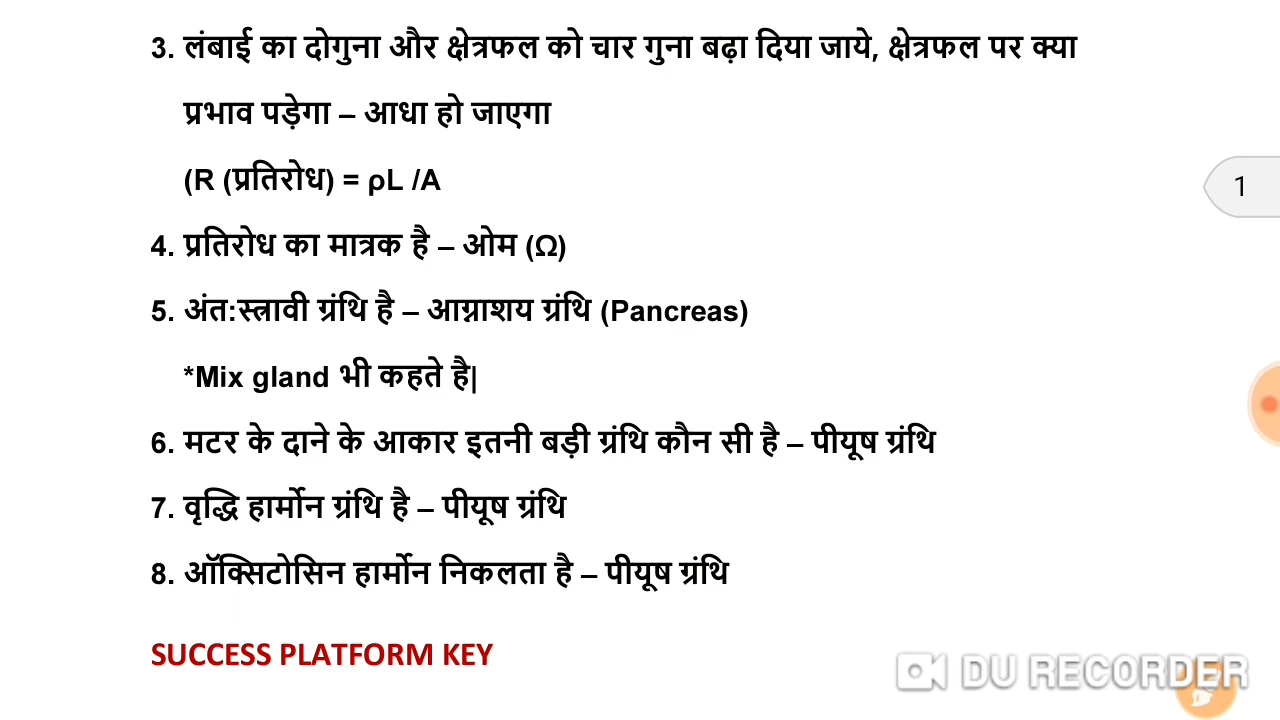 3. लंबाई का दोगुना और क्षेत्रफल को चार गुना बढ़ा दिया जाये, क्षेत्रफल पर क्या
प्रभाव पड़ेगा – आधा हो जाएगा
(R (प्रतिरोध) = ρL /A
1
4. प्रतिरोध का मात्रक है – ओम (Ω)
5. अंत:स्त्रावी ग्रंथि है – आग्नाशय ग्रंथि (Pancreas)
*Mix gland भी कहते है|
6. मटर के दाने के आकार इतनी बड़ी ग्रंथि कौन सी है – पीयूष ग्रंथि
7. वृद्धि हार्मोन ग्रंथि है – पीयूष ग्रंथि
8. ऑक्सिटोसिन हार्मोन निकलता है – पीयूष ग्रंथि
SUCCESS PLATFORM KEY
DU RECORDER